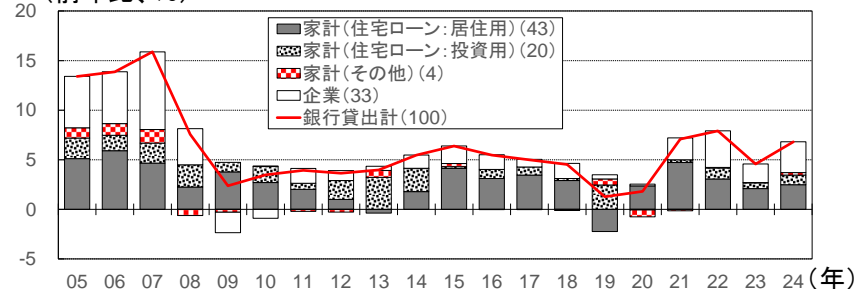 20
15
10
5
0
-5
家計(住宅ローン:居住用)(43)
家計(住宅ローン:投資用)(20)
家計(その他)(4)
企業(33)
銀行貸出計(100)
05 06 07 08 09 10 11 12 13 14 15 16 17 18 19 20 21 22 23 24 (年)